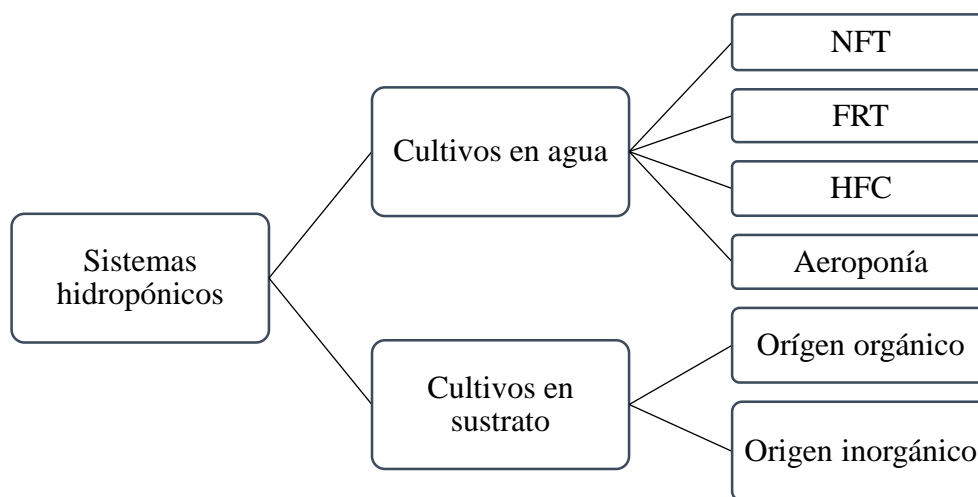 Sistemas
hidropónicos
Cultivos en agua
NFT
FRT
HFC
Aeroponía
Cultivos en
sustrato
Orígen orgánico
Origen inorgánico